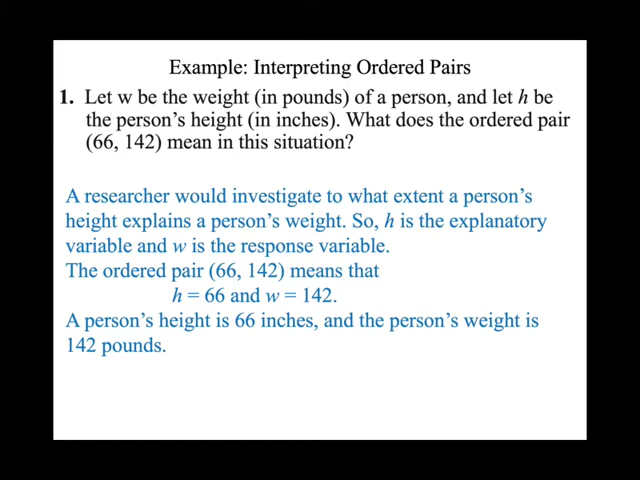 Example: Interpreting Ordered Pairs
1. Let w be the weight (in pounds) of a person, and let h be
the person’s height (in inches). What does the ordered pair
(66, 142) mean in this situation?
A researcher would investigate to what extent a person’s
height explains a person’s weight. So, h is the explanatory
variable and w is the response variable.
The ordered pair (66, 142) means that
h = 66 and w = 142.
A person’s height is 66 inches, and the person’s weight is
142 pounds.